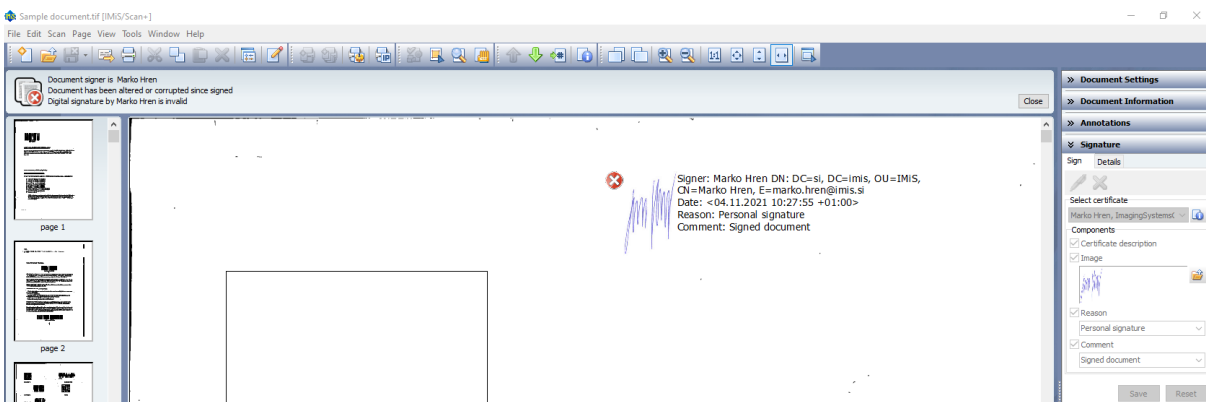 Sample document.tif [IMiS/Scan+]
File Edit Scan Page View Tools Window Help
Document signer is Marko Hren
Document has been altered or corrupted since signed
Digital signature by Marko Hren is invalid
Close
page 1
page 2
Signer: Marko Hren DN: DC=si, DC=imis, OU=IMiS,
CN=Marko Hren, E=marko.hren@imis.si
Date: <04.11.2021 10:27:55 +01:00>
Reason: Personal signature
Comment: Signed document
Document Settings
Document Information
Annotations
Signature
Sign Details
Select certificate
Marko Hren, ImagingSystems(
Components
Certificate description
Image
Reason
Personal signature
Comment
Signed document
Save Reset